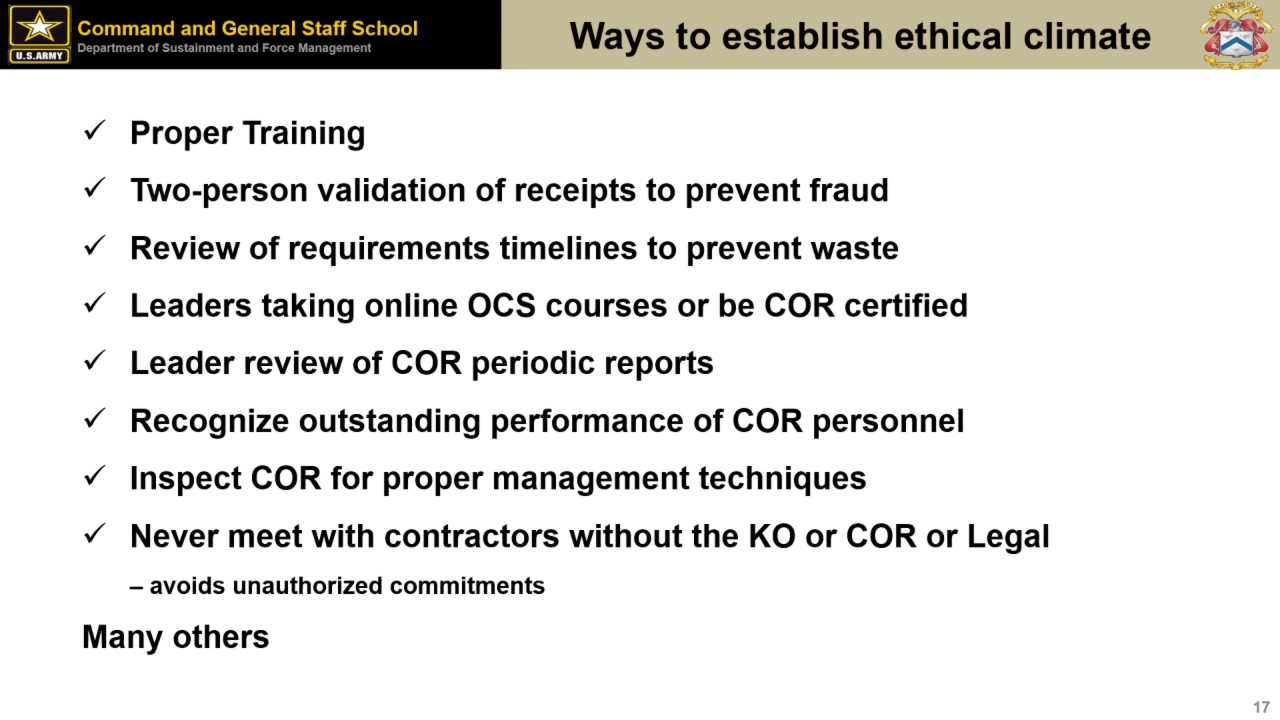 Command and General Staff School
Department of Sustainment and Force Management
U.S.ARMY
Ways to establish ethical climate
✓ Proper Training
✓ Two-person validation of receipts to prevent fraud
✓ Review of requirements timelines to prevent waste
✓ Leaders taking online OCS courses or be COR certified
✓ Leader review of COR periodic reports
✓ Recognize outstanding performance of COR personnel
✓ Inspect COR for proper management techniques
✓ Never meet with contractors without the KO or COR or Legal
– avoids unauthorized commitments
Many others
17